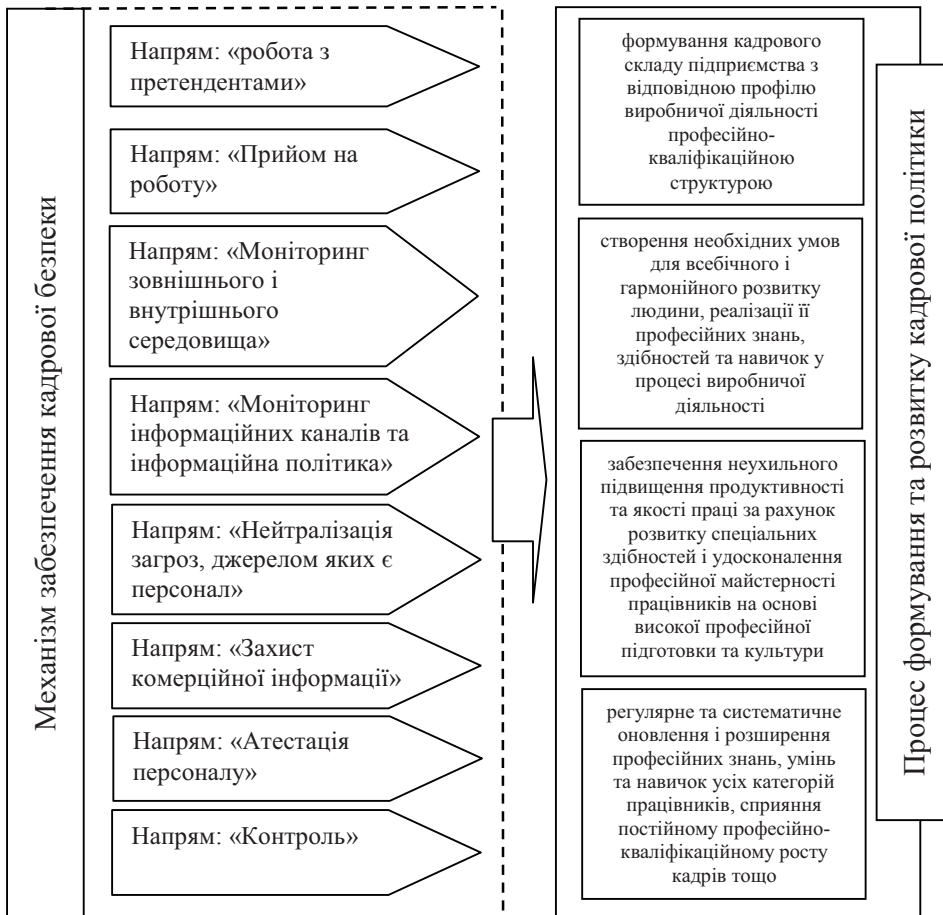 Механізм забезпечення кадрової безпеки
Напрям: «робота з
претендентами»
Напрям: «Прийом на
роботу»
Напрям: «Моніторинг
зовнішнього і
внутрішнього
середовища»
Напрям: «Моніторинг
інформаційних каналів та
інформаційна політика»
Напрям: «Нейтралізація
загроз, джерелом яких є
персонал»
Напрям: «Захист
комерційної інформації»
Напрям: «Атестація
персоналу»
Напрям: «Контроль»
формування кадрового
складу підприємства з
відповідною профілю
виробничої діяльності
професійно-
кваліфікаційною
структурою
створення необхідних умов
для всебічного і
гармонійного розвитку
людини, реалізації її
професійних знань,
здібностей та навичок у
процесі виробничої
діяльності
забезпечення неухильного
підвищення продуктивності
та якості праці за рахунок
розвитку спеціальних
здібностей і удосконалення
професійної майстерності
працівників на основі
високої професійної
підготовки та культури
регулярне та систематичне
оновлення і розширення
професійних знань, умінь
та навичок усіх категорій
працівників, сприяння
постійному професійно-
кваліфікаційному росту
кадрів тощо
Процес формування та розвитку кадрової політики